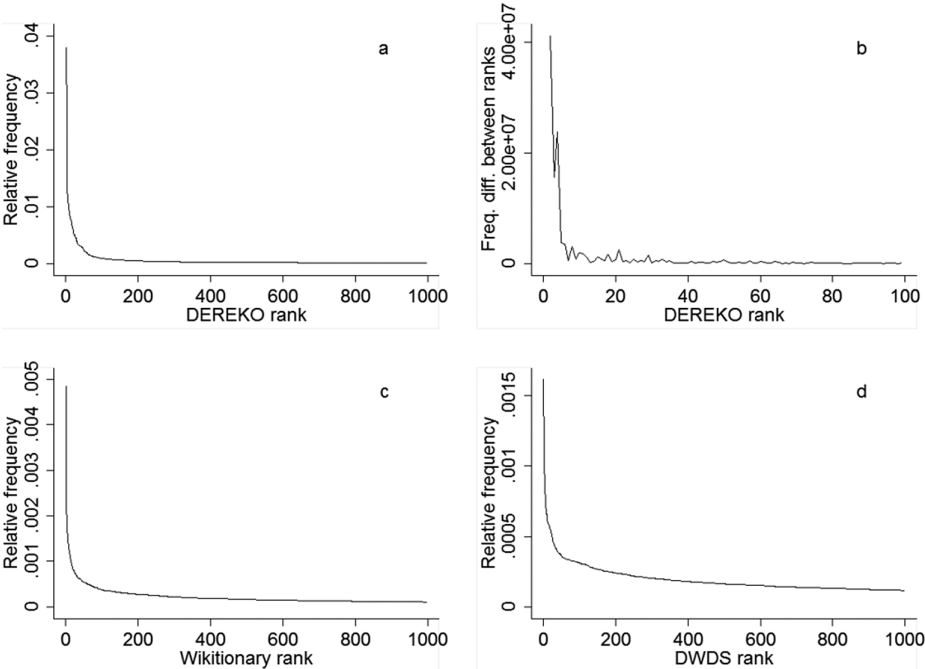 a
Relative frequency
.04
.03
.02
.01
0
0 200 400 600 800 1000
DEREKO rank
b
Freq. diff. between ranks
4.00e+07
2.00e+07
0
0 20 40 60 80 100
DEREKO rank
c
Relative frequency
.005
.004
.003
.002
.001
0
0 200 400 600 800 1000
Wikitionary rank
d
Relative frequency
.0015
.001
.0005
0
0 200 400 600 800 1000
DWDS rank